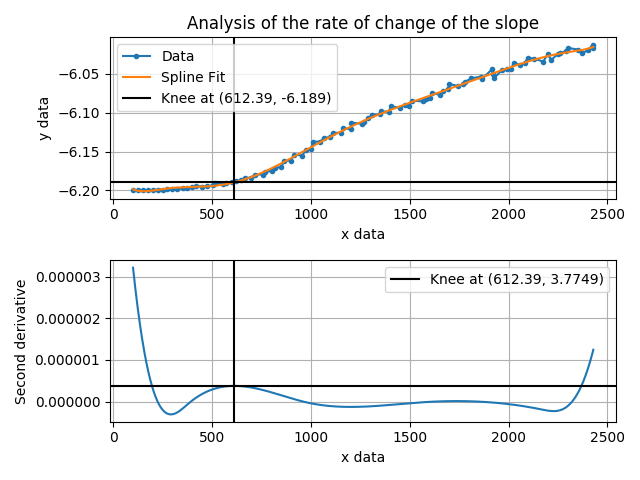 Analysis of the rate of change of the slope
Data
Spline Fit
Knee at (612.39, -6.189)
−6.05
−6.10
−6.15
−6.20
y data
0 500 1000 1500 2000 2500
x data
Knee at (612.39, 3.7749)
0.000003
0.000002
0.000001
0.000000
Second derivative
0 500 1000 1500 2000 2500
x data